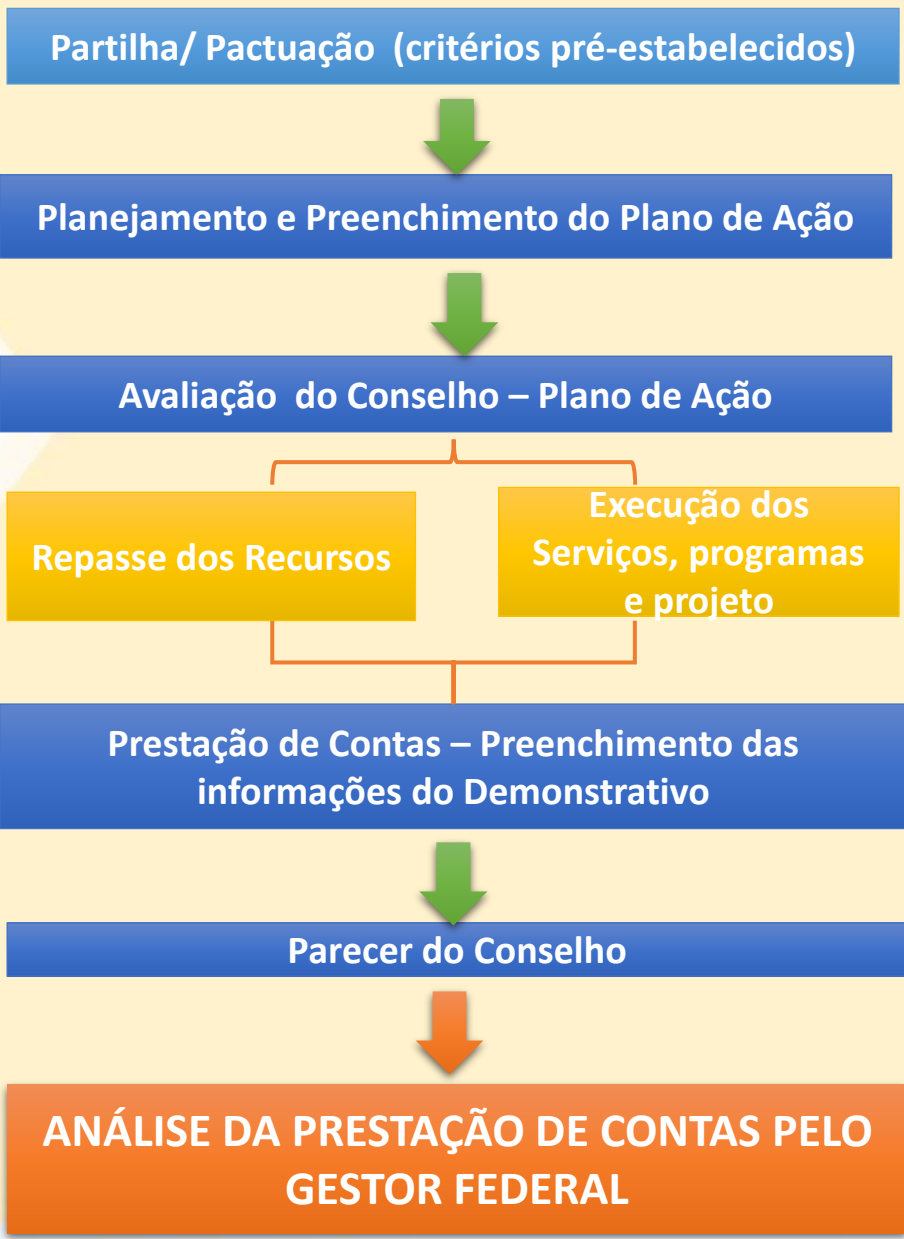 Partilha/ Pactuação (critérios pré-estabelecidos)
Planejamento e Preenchimento do Plano de Ação
Avaliação do Conselho – Plano de Ação
Repasse dos Recursos
Execução dos
Serviços, programas
e projeto
Prestação de Contas – Preenchimento das
informações do Demonstrativo
Parecer do Conselho
ANÁLISE DA PRESTAÇÃO DE CONTAS PELO
GESTOR FEDERAL